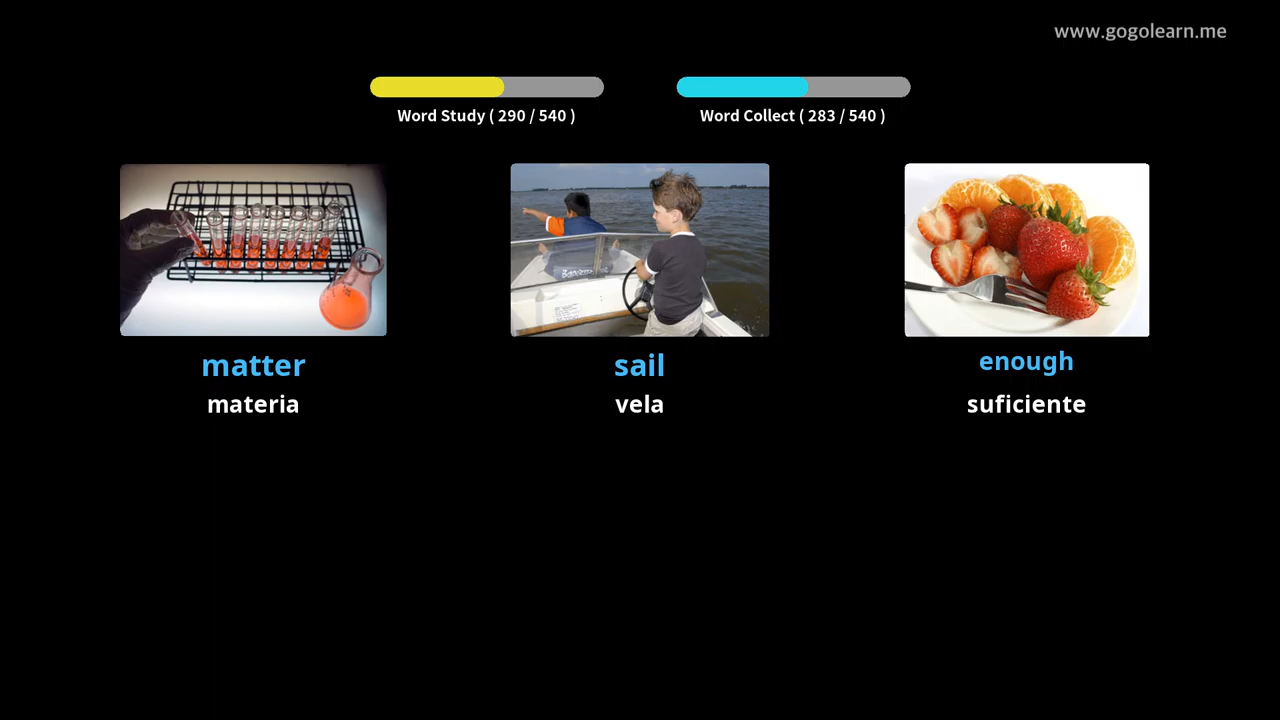 www.gogolearn.me
Word Study ( 290 / 540 )
Word Collect ( 283 / 540 )
matter
sail
enough
materia
vela
suficiente